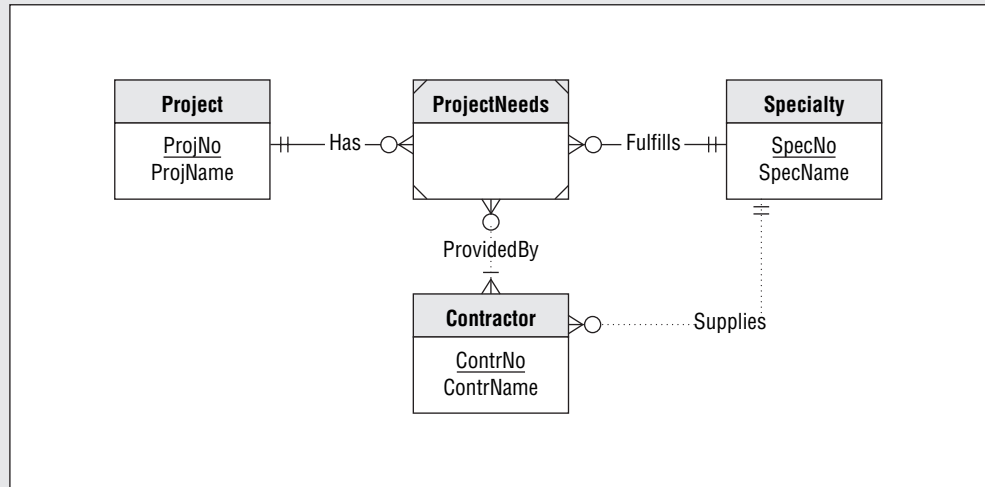 Project
ProjNo
ProjName
Has
ProjectNeeds
Fulfills
Specialty
SpecNo
SpecName
ProvidedBy
Contractor
ContrNo
ContrName
Supplies